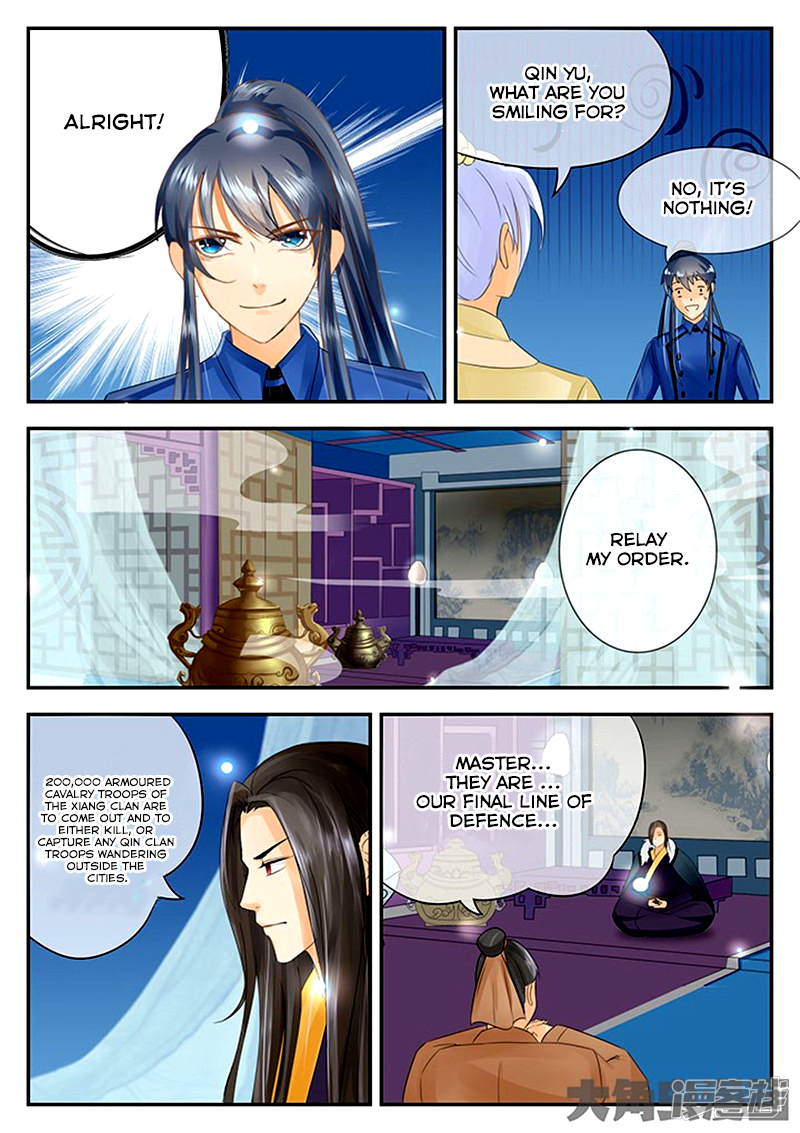 ALRIGHT!
QIN YU,
WHAT ARE YOU
SMILING FOR?
NO, IT'S
NOTHING!
RELAY
MY ORDER.
200,000 ARMOURED
CAVALRY TROOPS OF
THE XIANG CLAN ARE
TO COME OUT AND TO
EITHER KILL, OR
CAPTURE ANY QIN CLAN
TROOPS WANDERING
OUTSIDE THE
CITIES.
MASTER...
THEY ARE ...
OUR FINAL LINE OF
DEFENCE...
大角
漫客栈